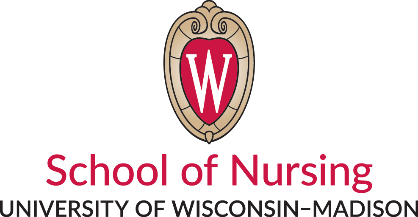 W
School of Nursing
UNIVERSITY OF WISCONSIN–MADISON